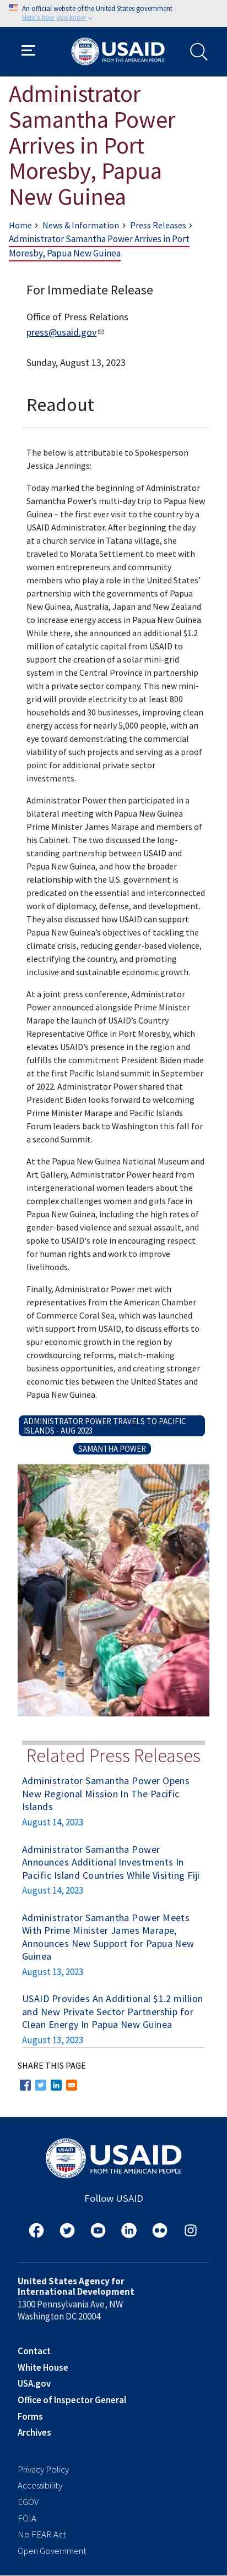 An official website of the United States government
Here's how you know
USAID
FROM THE AMERICAN PEOPLE
Administrator
Samantha Power
Arrives in Port
Moresby, Papua
New Guinea
Home › News & Information › Press Releases ›
Administrator Samantha Power Arrives in Port
Moresby, Papua New Guinea
For Immediate Release
Office of Press Relations
press@usaid.gov
Sunday, August 13, 2023
Readout
The below is attributable to Spokesperson
Jessica Jennings:
Today marked the beginning of Administrator
Samantha Power's multi-day trip to Papua New
Guinea – the first ever visit to the country by a
USAID Administrator. After beginning the day
at a church service in Tatana village, she
traveled to Morata Settlement to meet with
women entrepreneurs and community
members who play a role in the United States'
partnership with the governments of Papua
New Guinea, Australia, Japan and New Zealand
to increase energy access in Papua New Guinea.
While there, she announced an additional $1.2
million of catalytic capital from USAID to
support the creation of a solar mini-grid
system in the Central Province in partnership
with a private sector company. This new mini-
grid will provide electricity to at least 800
households and 30 businesses, improving clean
energy access for nearly 5,000 people, with an
eye toward demonstrating the commercial
viability of such projects and serving as a proof
point for additional private sector
investments.
Administrator Power then participated in a
bilateral meeting with Papua New Guinea
Prime Minister James Marape and members of
his Cabinet. The two discussed the long-
standing partnership between USAID and
Papua New Guinea, and how the broader
relationship with the U.S. government is
predicated on the essential and interconnected
work of diplomacy, defense, and development.
They also discussed how USAID can support
Papua New Guinea's objectives of tackling the
climate crisis, reducing gender-based violence,
electrifying the country, and promoting
inclusive and sustainable economic growth.
At a joint press conference, Administrator
Power announced alongside Prime Minister
Marape the launch of USAID's Country
Representative Office in Port Moresby, which
elevates USAID's presence in the region and
fulfills the commitment President Biden made
at the first Pacific Island summit in September
of 2022. Administrator Power shared that
President Biden looks forward to welcoming
Prime Minister Marape and Pacific Islands
Forum leaders back to Washington this fall for
a second Summit.
At the Papua New Guinea National Museum and
Art Gallery, Administrator Power heard from
intergenerational women leaders about the
complex challenges women and girls face in
Papua New Guinea, including the high rates of
gender-based violence and sexual assault, and
spoke to USAID's role in encouraging respect
for human rights and work to improve
livelihoods.
Finally, Administrator Power met with
representatives from the American Chamber
of Commerce Coral Sea, which was launched
with support from USAID, to discuss efforts to
spur economic growth in the region by
crowdsourcing reforms, match-making
business opportunities, and creating stronger
economic ties between the United States and
Papua New Guinea.
ADMINISTRATOR POWER TRAVELS TO PACIFIC
ISLANDS - AUG 2023
SAMANTHA POWER
Related Press Releases
Administrator Samantha Power Opens
New Regional Mission In The Pacific
Islands
August 14, 2023
Administrator Samantha Power
Announces Additional Investments In
Pacific Island Countries While Visiting Fiji
August 14, 2023
Administrator Samantha Power Meets
With Prime Minister James Marape,
Announces New Support for Papua New
Guinea
August 13, 2023
USAID Provides An Additional $1.2 million
and New Private Sector Partnership for
Clean Energy In Papua New Guinea
August 13, 2023
SHARE THIS PAGE
USAID
FROM THE AMERICAN PEOPLE
Follow USAID
United States Agency for
International Development
1300 Pennsylvania Ave, NW
Washington DC 20004
Contact
White House
USA.gov
Office of Inspector General
Forms
Archives
Privacy Policy
Accessibility
EGOV
FOIA
No FEAR Act
Open Government